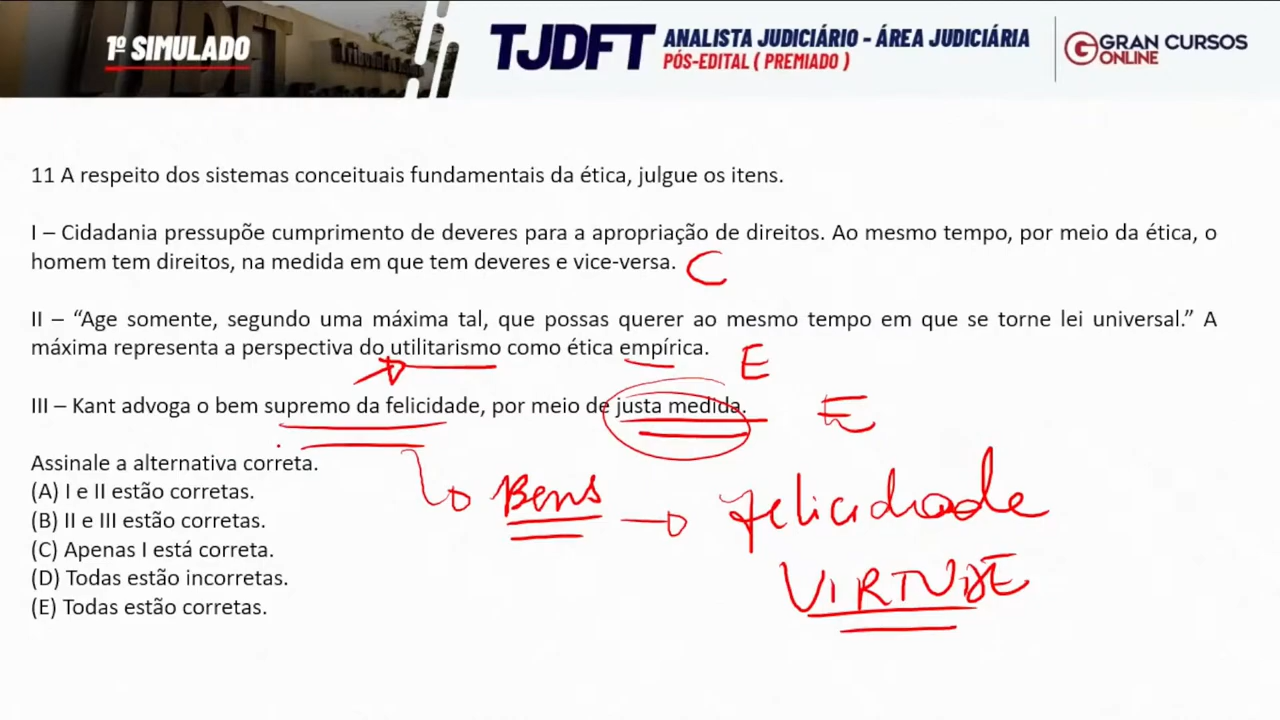 1º SIMULADO
TJDFT
ANALISTA JUDICIÁRIO - ÁREA JUDICIÁRIA
PÓS-EDITAL ( PREMIADO )
GRAN CURSOS
ONLINE
11 A respeito dos sistemas conceituais fundamentais da ética, julgue os itens.
I – Cidadania pressupõe cumprimento de deveres para a apropriação de direitos. Ao mesmo tempo, por meio da ética, o
homem tem direitos, na medida em que tem deveres e vice-versa. C
II – “Age somente, segundo uma máxima tal, que possas querer ao mesmo tempo em que se torne lei universal.” A
máxima representa a perspectiva do utilitarismo como ética empírica. E
III – Kant advoga o bem supremo da felicidade, por meio de justa medida. E
Assinale a alternativa correta.
(A) I e II estão corretas.
(B) II e III estão corretas.
(C) Apenas I está correta.
(D) Todas estão incorretas.
(E) Todas estão corretas.
Bens
felicidade
VIRTUDE